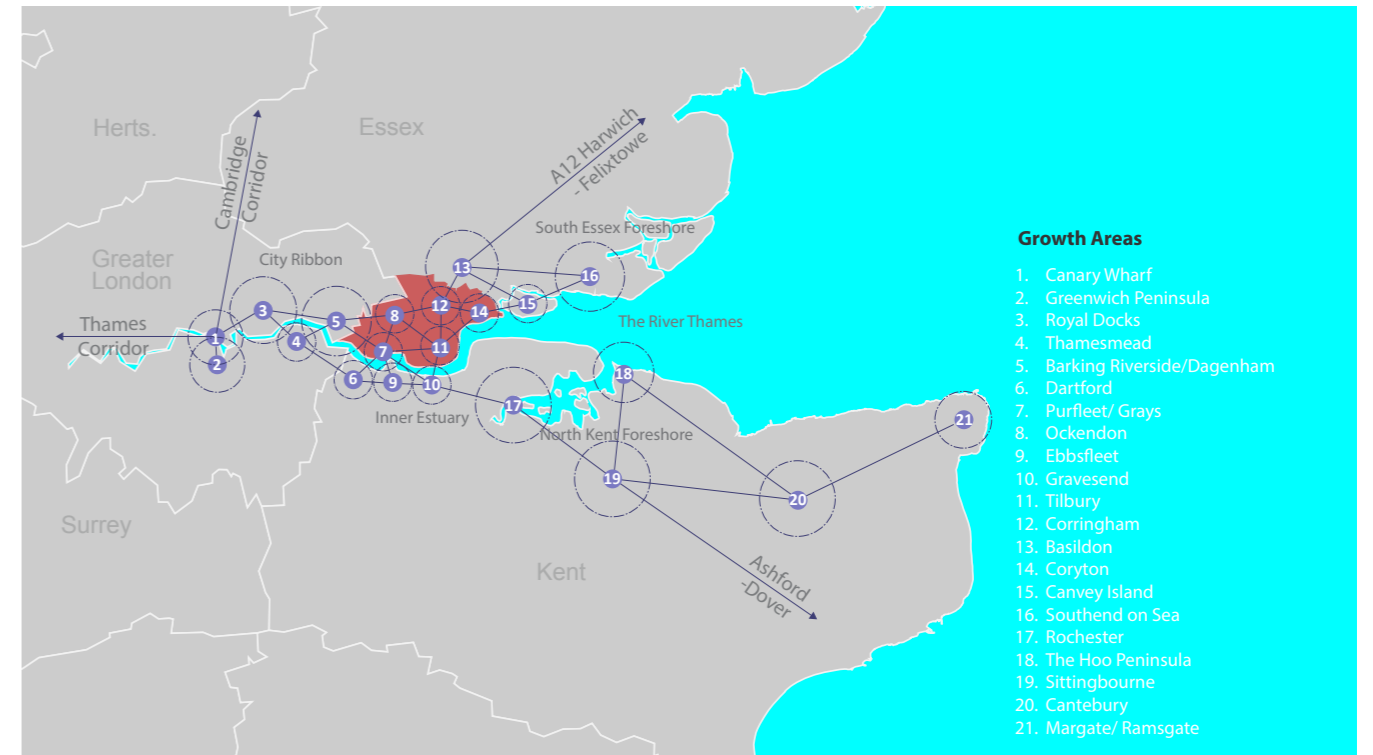 Herts.
Essex
Cambridge
Corridor
A12 Harwich
- Felixtowe
South Essex Foreshore
Greater
London
City Ribbon
Thames
Corridor
The River Thames
Inner Estuary
North Kent Foreshore
Surrey
Kent
Ashford
-Dover
1
2
3
4
5
6
7
8
9
10
11
12
13
14
15
16
17
18
19
20
21
Growth Areas
1. Canary Wharf
2. Greenwich Peninsula
3. Royal Docks
4. Thamesmead
5. Barking Riverside/Dagenham
6. Dartford
7. Purfleet/ Grays
8. Ockendon
9. Ebbsfleet
10. Gravesend
11. Tilbury
12. Corringham
13. Basildon
14. Coryton
15. Canvey Island
16. Southend on Sea
17. Rochester
18. The Hoo Peninsula
19. Sittingbourne
20. Cantebury
21. Margate/ Ramsgate